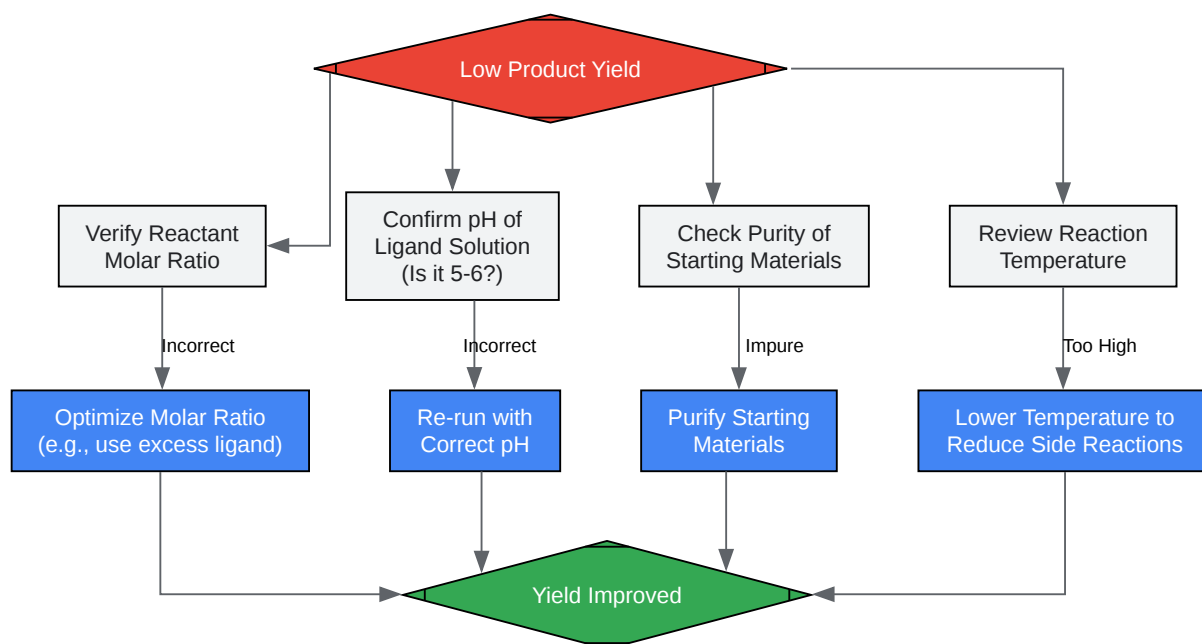 Low Product Yield
Verify Reactant
Molar Ratio
Confirm pH of
Ligand Solution
(Is it 5-6?)
Check Purity of
Starting Materials
Review Reaction
Temperature
Incorrect
Incorrect
Impure
Too High
Optimize Molar Ratio
(e.g., use excess ligand)
Re-run with
Correct pH
Purify Starting
Materials
Lower Temperature to
Reduce Side Reactions
Yield Improved